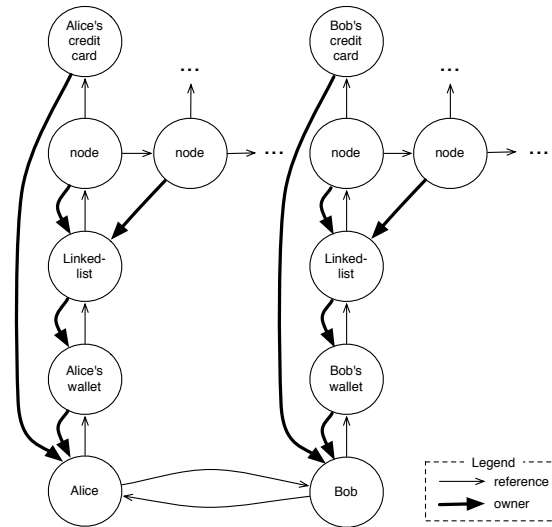 Alice's
credit
card
Bob's
credit
card
...
...
node
node
...
node
node
...
Linked-
list
Linked-
list
Alice's
wallet
Bob's
wallet
Alice
Bob
Legend
reference
owner